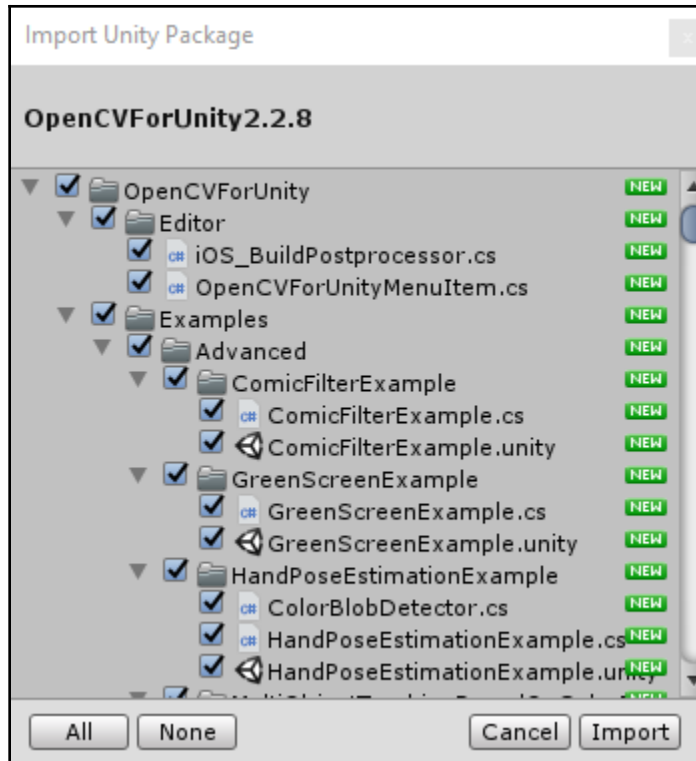 Import Unity Package
x
OpenCVForUnity2.2.8
OpenCVForUnity NEW
Editor NEW
c# iOS_BuildPostprocessor.cs NEW
c# OpenCVForUnityMenuItem.cs NEW
Examples NEW
Advanced NEW
ComicFilterExample NEW
c# ComicFilterExample.cs NEW
ComicFilterExample.unity NEW
GreenScreenExample NEW
c# GreenScreenExample.cs NEW
GreenScreenExample.unity NEW
HandPoseEstimationExample NEW
c# ColorBlobDetector.cs NEW
c# HandPoseEstimationExample.cs NEW
HandPoseEstimationExample.unity NEW
All None Cancel Import